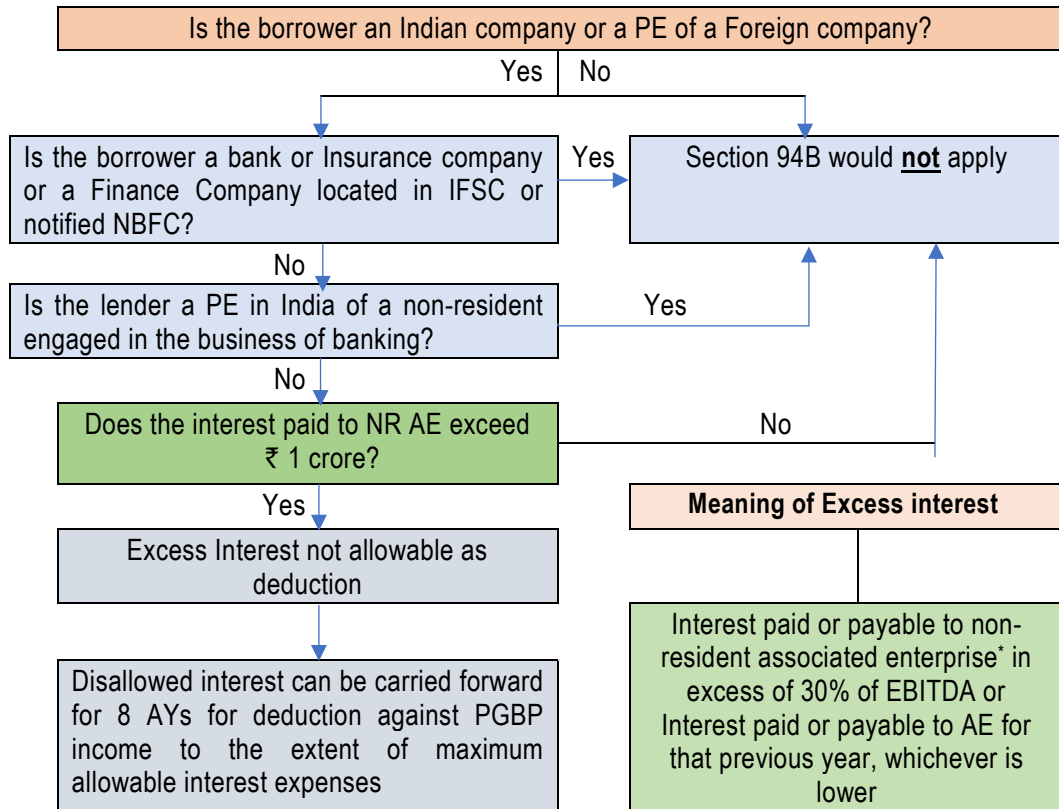 Is the borrower an Indian company or a PE of a Foreign company?
Yes No
Is the borrower a bank or Insurance company
or a Finance Company located in IFSC or
notified NBFC?
Yes
Section 94B would not apply
No
Is the lender a PE in India of a non-resident
engaged in the business of banking?
Yes
No
Does the interest paid to NR AE exceed
₹ 1 crore?
No
Yes
Excess Interest not allowable as
deduction
Disallowed interest can be carried forward
for 8 AYs for deduction against PGBP
income to the extent of maximum
allowable interest expenses
Meaning of Excess interest
Interest paid or payable to non-
resident associated enterprise* in
excess of 30% of EBITDA or
Interest paid or payable to AE for
that previous year, whichever is
lower